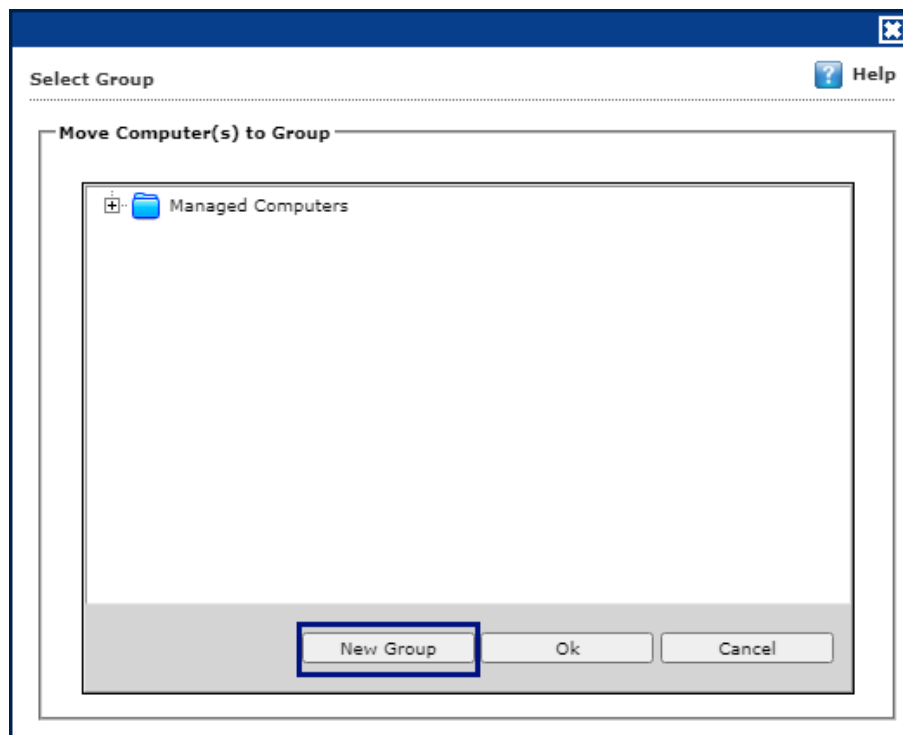 Select Group
? Help
Move Computer(s) to Group
Managed Computers
New Group Ok Cancel